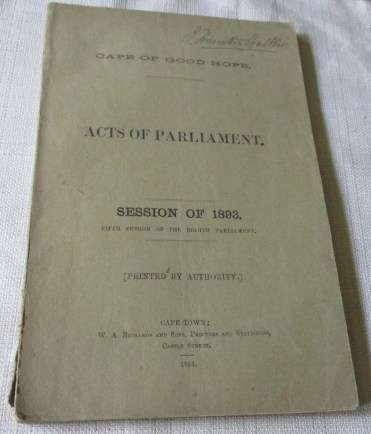 CAPE OF GOOD HOPE.
ACTS OF PARLIAMENT.
SESSION OF 1893.
FIFTH SESSION OF THE EIGHTH PARLIAMENT.
[PRINTED BY AUTHORITY.]
CAPE TOWN:
W. A. RICHARDS AND SONS, PRINTERS AND STATIONERS,
CASTLE STREET.